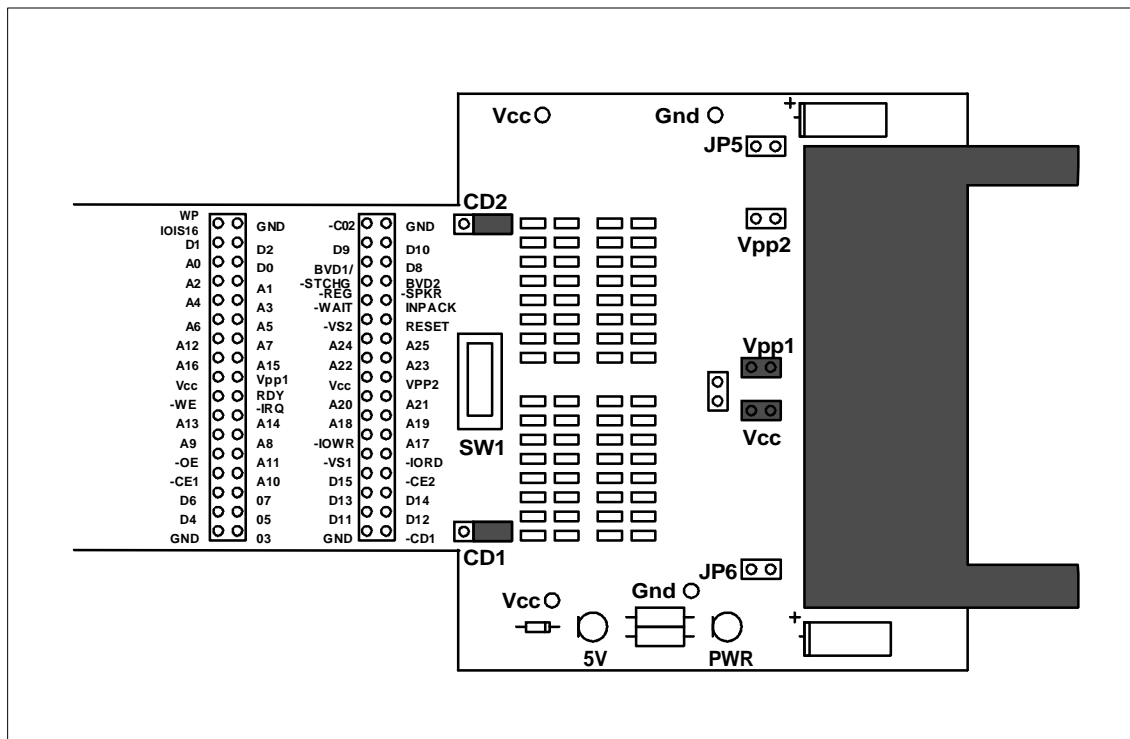 Vcc
Gnd
+
JP5
CD2
Vpp2
WP
IOIS16 GND -C02 GND
D1 D2 D9 D10
A0 D0 BVD1/ D8
A2 A1 -STCHG BVD2
-REG -SPKR
A4 A3 -WAIT INPACK
A6 A5 -VS2 RESET
A12 A7 A24 A25
A16 A15 A22 A23
Vcc Vpp1 Vcc VPP2
RDY
-WE -IRQ A20 A21
A13 A14 A18 A19
A9 A8 -IOWR A17
-OE A11 -VS1 -IORD
-CE1 A10 D15 -CE2
D6 07 D13 D14
D4 05 D11 D12
GND 03 GND -CD1
SW1
Vpp1
Vcc
CD1
JP6
Vcc
Gnd
+
5V
PWR